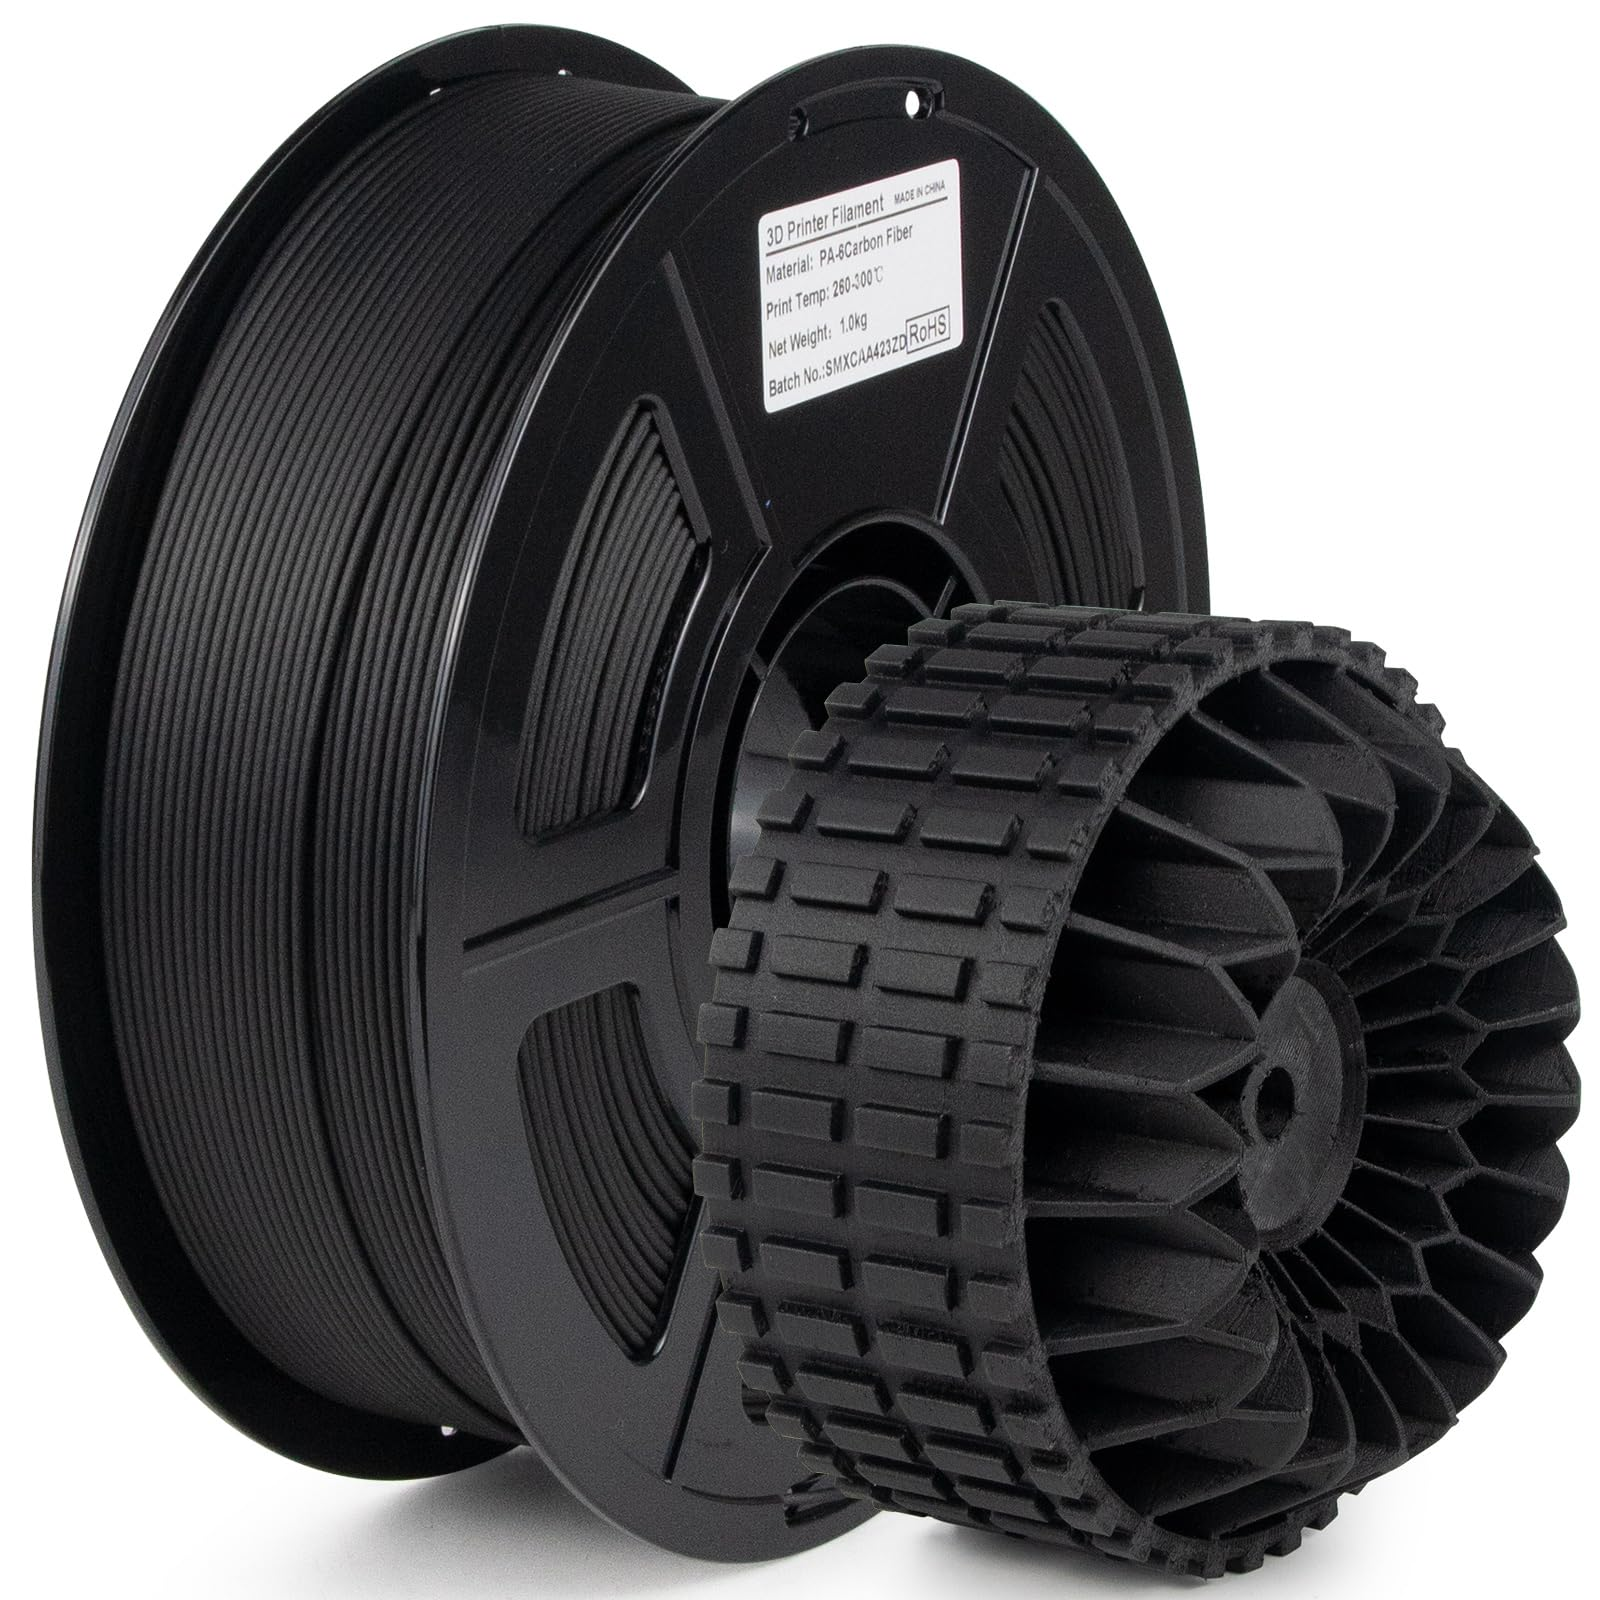 3D Printer Filament MADE IN CHINA
Material: PA-6Carbon Fiber
Print Temp: 260-300℃
Net Weight: 1.0kg
Batch No.:SMXCAA423ZD RoHS